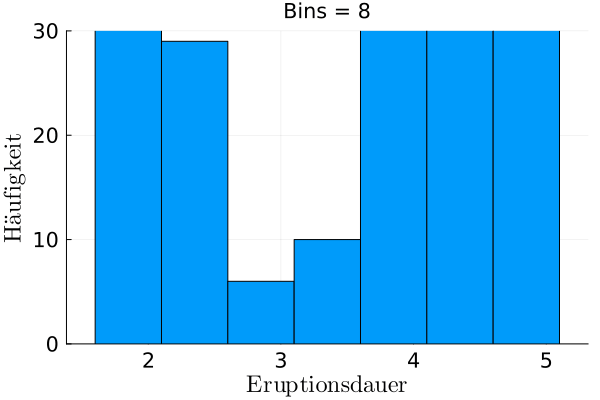 Bins = 8
30
20
10
0
Häufigkeit
2 3 4 5
Eruptionsdauer